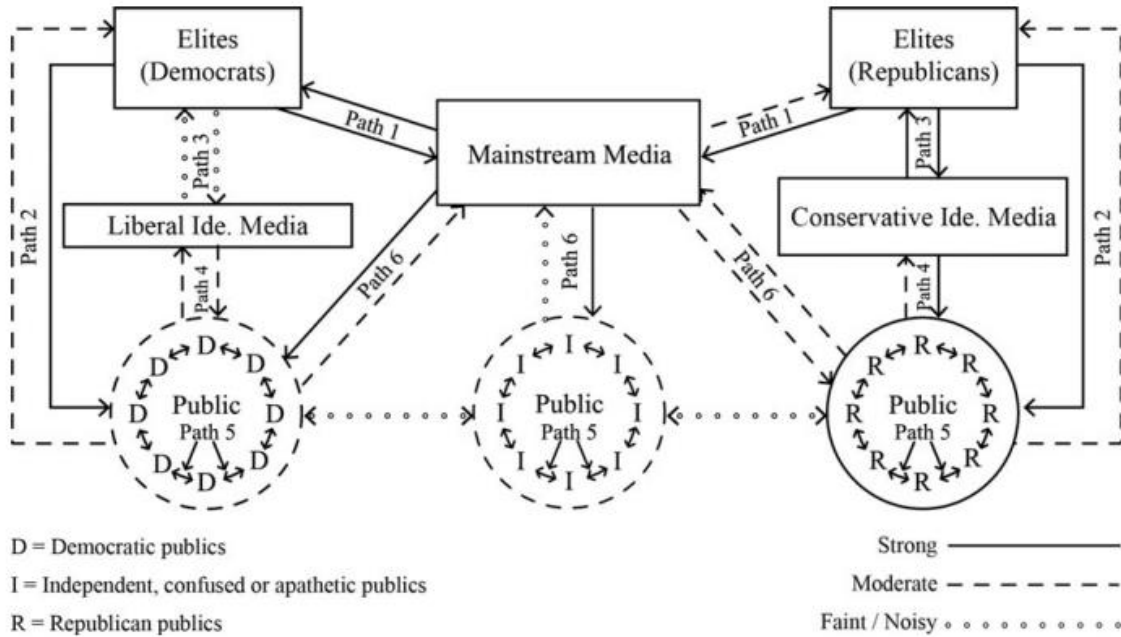 Elites
(Democrats)
Elites
(Republicans)
Path 1
Path 1
Mainstream Media
Path 3
Path 3
Path 2
Liberal Ide. Media
Conservative Ide. Media
Path 2
Path 4
Path 6
Path 6
Path 6
Path 4
D D D D D D D D
Public
Path 5
I I I I I I I I
Public
Path 5
R R R R R R R R
Public
Path 5
D = Democratic publics
I = Independent, confused or apathetic publics
R = Republican publics
Strong
Moderate
Faint / Noisy